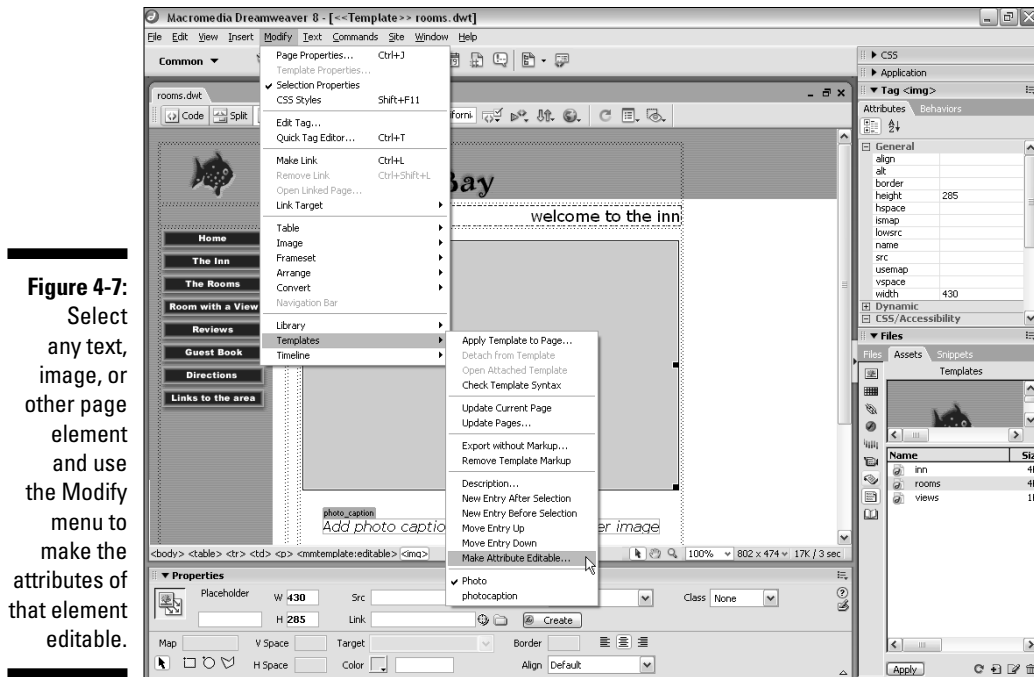 Macromedia Dreamweaver 8 - [<<Template>> rooms.dwt]
File Edit View Insert Modify Text Commands Site Window Help
Common
Page Properties... Ctrl+J
Template Properties...
Selection Properties
CSS Styles Shift+F11
Edit Tag...
Quick Tag Editor... Ctrl+T
Make Link Ctrl+L
Remove Link Ctrl+Shift+L
Open Linked Page...
Link Target
Table
Image
Frameset
Arrange
Convert
Navigation Bar
Library
Templates
Timeline
Apply Template to Page...
Detach from Template
Open Attached Template
Check Template Syntax
Update Current Page
Update Pages...
Export without Markup...
Remove Template Markup
Description...
New Entry After Selection
New Entry Before Selection
Move Entry Up
Move Entry Down
Make Attribute Editable...
Photo
photocaption
rooms.dwt
Code Split
Bay
welcome to the inn
Home
The Inn
The Rooms
Room with a View
Reviews
Guest Book
Directions
Links to the area
photo_caption
Add photo captio
er image
<body> <table> <tr> <td> <p> <mmtemplate:editable> <img>
100% 802 x 474 17K / 3 sec
Properties
Placeholder W 430 Src Class None
H 285 Link Create
Map V Space Target Border
H Space Color Align Default
CSS
Application
Tag <img>
Attributes Behaviors
General
align
alt
border
height 285
hspace
ismap
lowsrc
name
src
usemap
vspace
width 430
Dynamic
CSS/Accessibility
Files
Files Assets Snippets
Templates
Name Siz
inn 4
rooms 4
views 1
Apply
Figure 4-7:
Select
any text,
image, or
other page
element
and use
the Modify
menu to
make the
attributes of
that element
editable.